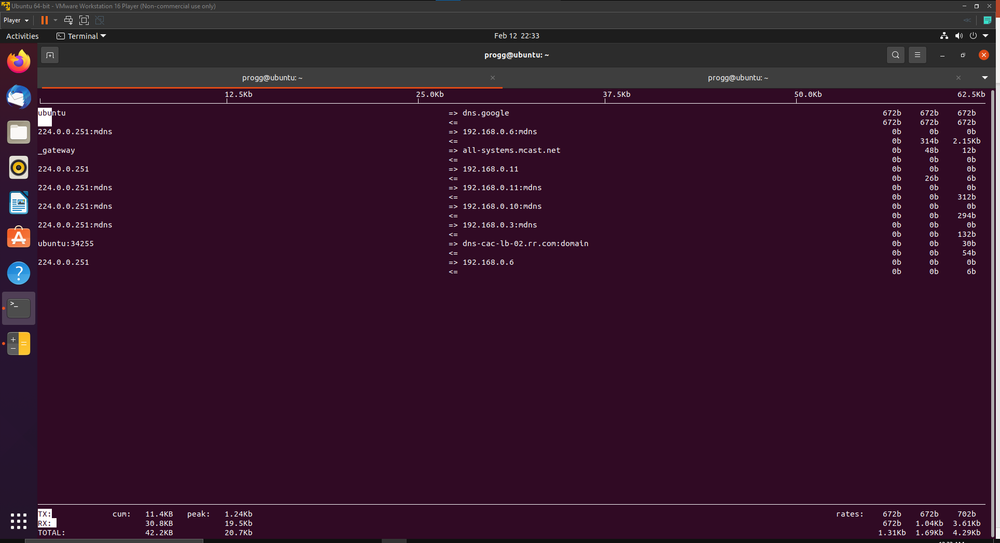 Ubuntu 64-bit - VMware Workstation 16 Player (Non-commercial use only)
Player
Activities
Terminal
Feb 12 22:33
progg@ubuntu: ~
progg@ubuntu: ~
progg@ubuntu: ~
12.5Kb 25.0Kb 37.5Kb 50.0Kb 62.5Kb
ubuntu => dns.google 672b 672b 672b
<= 672b 672b 672b
224.0.0.251:mdns => 192.168.0.6:mdns 0b 0b 0b
<= 0b 314b 2.15Kb
_gateway => all-systems.mcast.net 0b 48b 12b
<= 0b 0b 0b
224.0.0.251 => 192.168.0.11 0b 0b 0b
<= 0b 26b 6b
224.0.0.251:mdns => 192.168.0.11:mdns 0b 0b 0b
<= 0b 0b 312b
224.0.0.251:mdns => 192.168.0.10:mdns 0b 0b 0b
<= 0b 0b 294b
224.0.0.251:mdns => 192.168.0.3:mdns 0b 0b 0b
<= 0b 0b 132b
ubuntu:34255 => dns-cac-lb-02.rr.com:domain 0b 0b 30b
<= 0b 0b 54b
224.0.0.251 => 192.168.0.6 0b 0b 0b
<= 0b 0b 6b
TX: cum: 11.4KB peak: 1.24Kb rates: 672b 672b 702b
RX: 30.8KB 19.5Kb 672b 1.04Kb 3.61Kb
TOTAL: 42.2KB 20.7Kb 1.31Kb 1.69Kb 4.29Kb